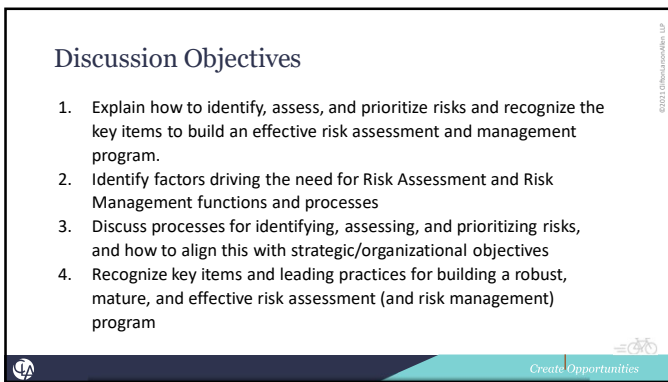 Discussion Objectives
1. Explain how to identify, assess, and prioritize risks and recognize the
key items to build an effective risk assessment and management
program.
2. Identify factors driving the need for Risk Assessment and Risk
Management functions and processes
3. Discuss processes for identifying, assessing, and prioritizing risks,
and how to align this with strategic/organizational objectives
4. Recognize key items and leading practices for building a robust,
mature, and effective risk assessment (and risk management)
program
©2021 CliftonLarsonAllen LLP
CLA
Create Opportunities